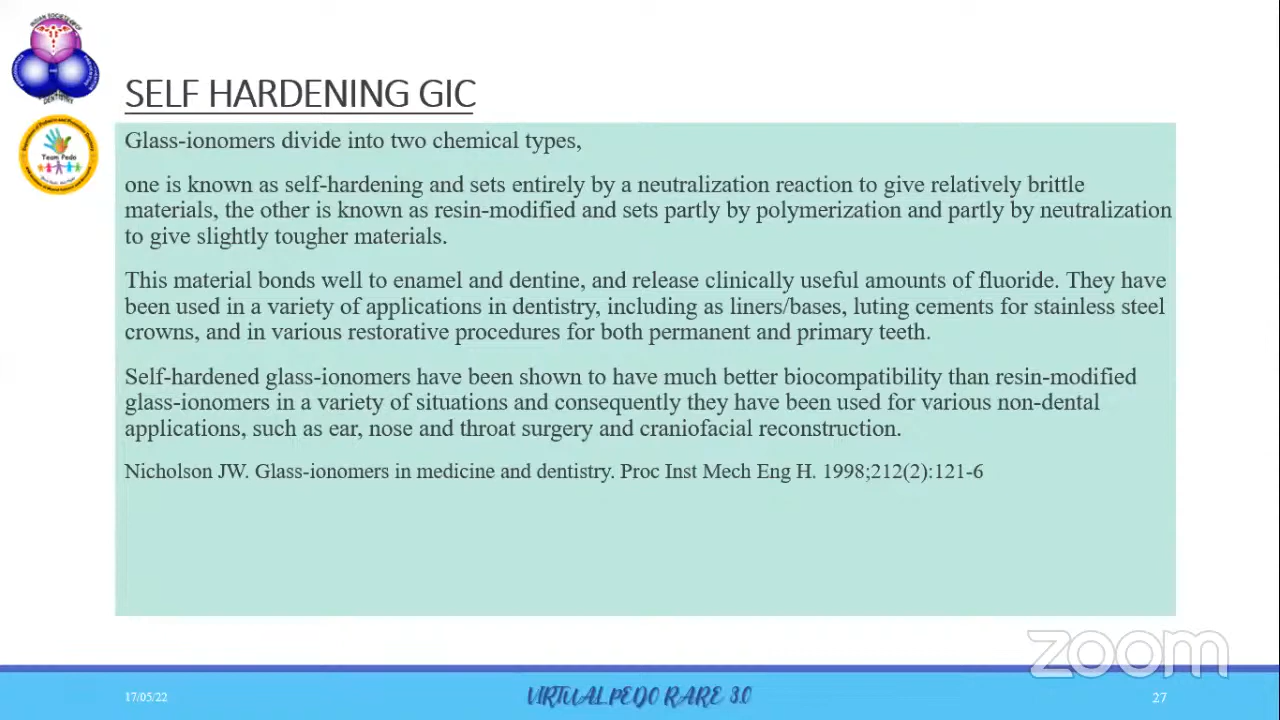 INDIAN SOCIETY OF
DENTISTRY
Team Pedo
SELF HARDENING GIC
Glass-ionomers divide into two chemical types,
one is known as self-hardening and sets entirely by a neutralization reaction to give relatively brittle
materials, the other is known as resin-modified and sets partly by polymerization and partly by neutralization
to give slightly tougher materials.
This material bonds well to enamel and dentine, and release clinically useful amounts of fluoride. They have
been used in a variety of applications in dentistry, including as liners/bases, luting cements for stainless steel
crowns, and in various restorative procedures for both permanent and primary teeth.
Self-hardened glass-ionomers have been shown to have much better biocompatibility than resin-modified
glass-ionomers in a variety of situations and consequently they have been used for various non-dental
applications, such as ear, nose and throat surgery and craniofacial reconstruction.
Nicholson JW. Glass-ionomers in medicine and dentistry. Proc Inst Mech Eng H. 1998;212(2):121-6
zoom
17/05/22
VIRTUAL PEDO RARE 3.0
27